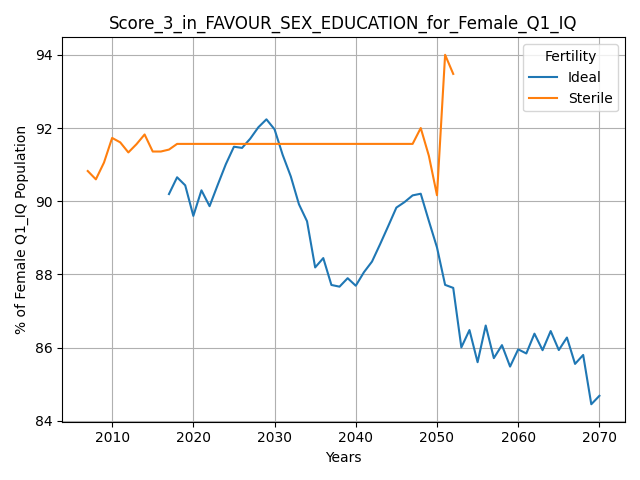 Score_3_in_FAVOUR_SEX_EDUCATION_for_Female_Q1_IQ
Fertility
Ideal
Sterile
% of Female Q1_IQ Population
94
92
90
88
86
84
2010 2020 2030 2040 2050 2060 2070
Years